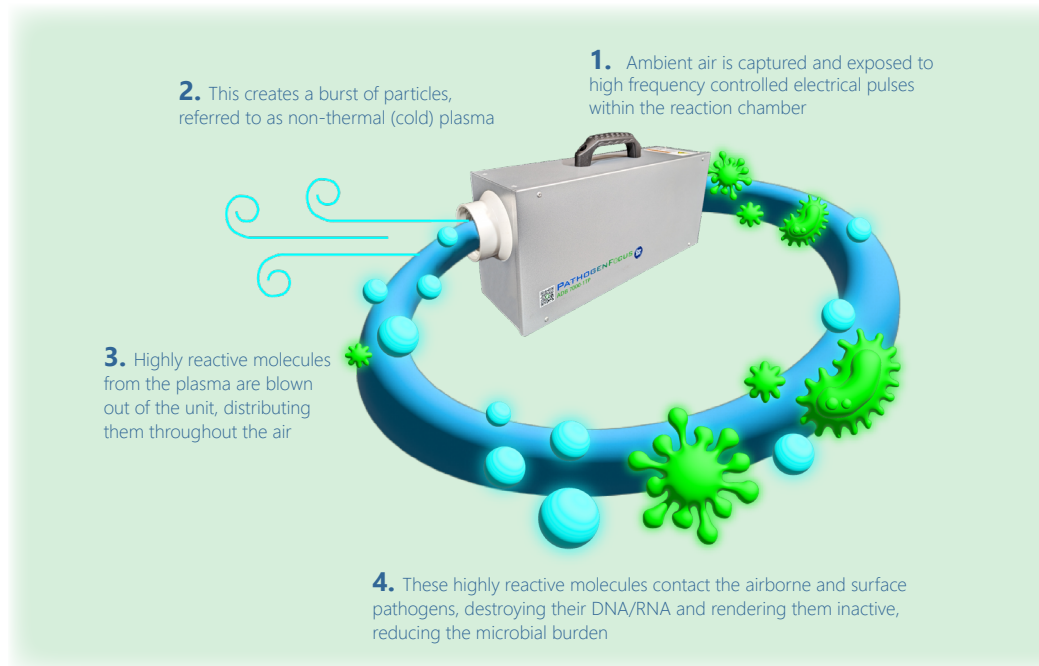 1. Ambient air is captured and exposed to
high frequency controlled electrical pulses
within the reaction chamber
2. This creates a burst of particles,
referred to as non-thermal (cold) plasma
PATHOGENFOCUS
3. Highly reactive molecules
from the plasma are blown
out of the unit, distributing
them throughout the air
4. These highly reactive molecules contact the airborne and surface
pathogens, destroying their DNA/RNA and rendering them inactive,
reducing the microbial burden